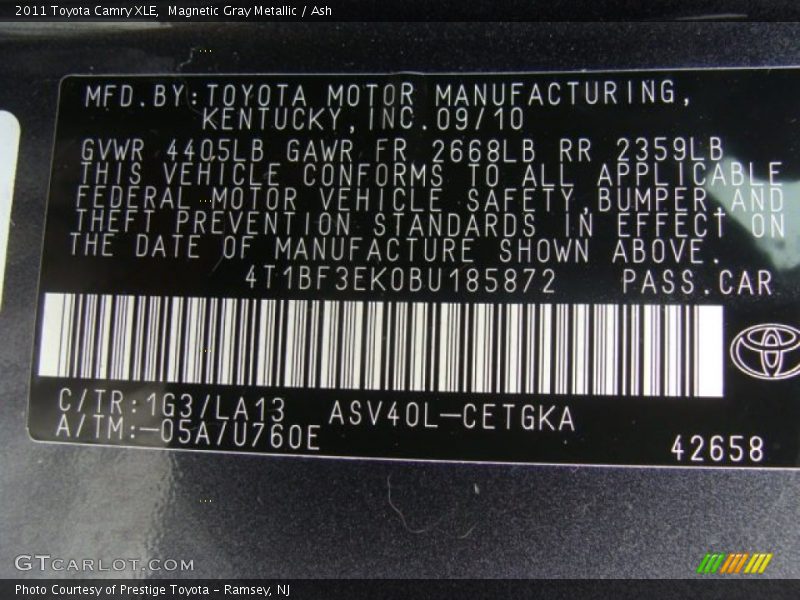 2011 Toyota Camry XLE,  Magnetic Gray Metallic / Ash
MFD.BY:TOYOTA MOTOR MANUFACTURING,
KENTUCKY,INC.09/10
GVWR 4405LB GAWR FR 2668LB RR 2359LB
THIS VEHICLE CONFORMS TO ALL APPLICABLE
FEDERAL MOTOR VEHICLE SAFETY,BUMPER,AND
THEFT PREVENTION STANDARDS IN EFFECT ON
THE DATE OF MANUFACTURE SHOWN ABOVE.
4T1BF3EK0BU185872 PASS.CAR
C/TR:1G3/LA13 ASV40L-CETGKA
A/TM:-05A/U760E
42658
GTCARLOT.COM
Photo Courtesy of Prestige Toyota - Ramsey, NJ